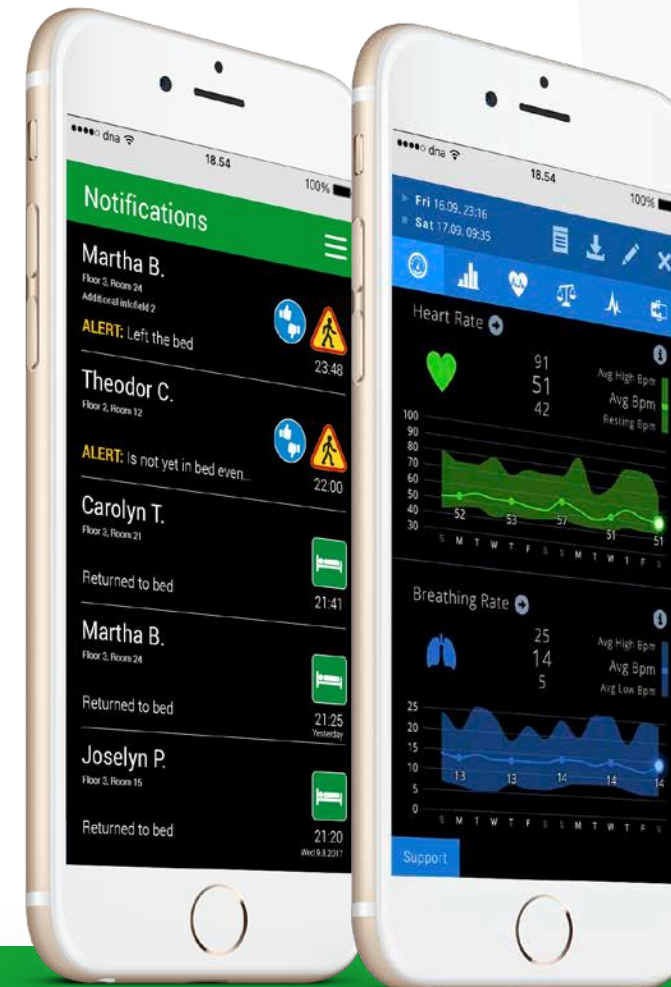 dna
18.54
100%
Notifications
Martha B.
Floor 3, Room 24
Additional infofield 2
ALERT: Left the bed
23:48
Theodor C.
Floor 2, Room 12
ALERT: Is not yet in bed even...
22:00
Carolyn T.
Floor 3, Room 21
Returned to bed
21:41
Martha B.
Floor 3, Room 24
Returned to bed
21:25
Yesterday
Joselyn P.
Floor 3, Room 15
Returned to bed
21:20
Wed 9.8.2017
dna
18.54
100%
Fri 16.09. 23:16
Sat 17.09. 09:35
Heart Rate
91 Avg High Bpm
51 Avg Bpm
42 Resting Bpm
100
90
80
70
60
50
40
30
52 53 57 51 51
S M T W T F S S M T W T F S
Breathing Rate
25 Avg High Bpm
14 Avg Bpm
5 Avg Low Bpm
25
20
15
10
5
0
13 13 14 14 14
S M T W T F S S M T W T F S
Support